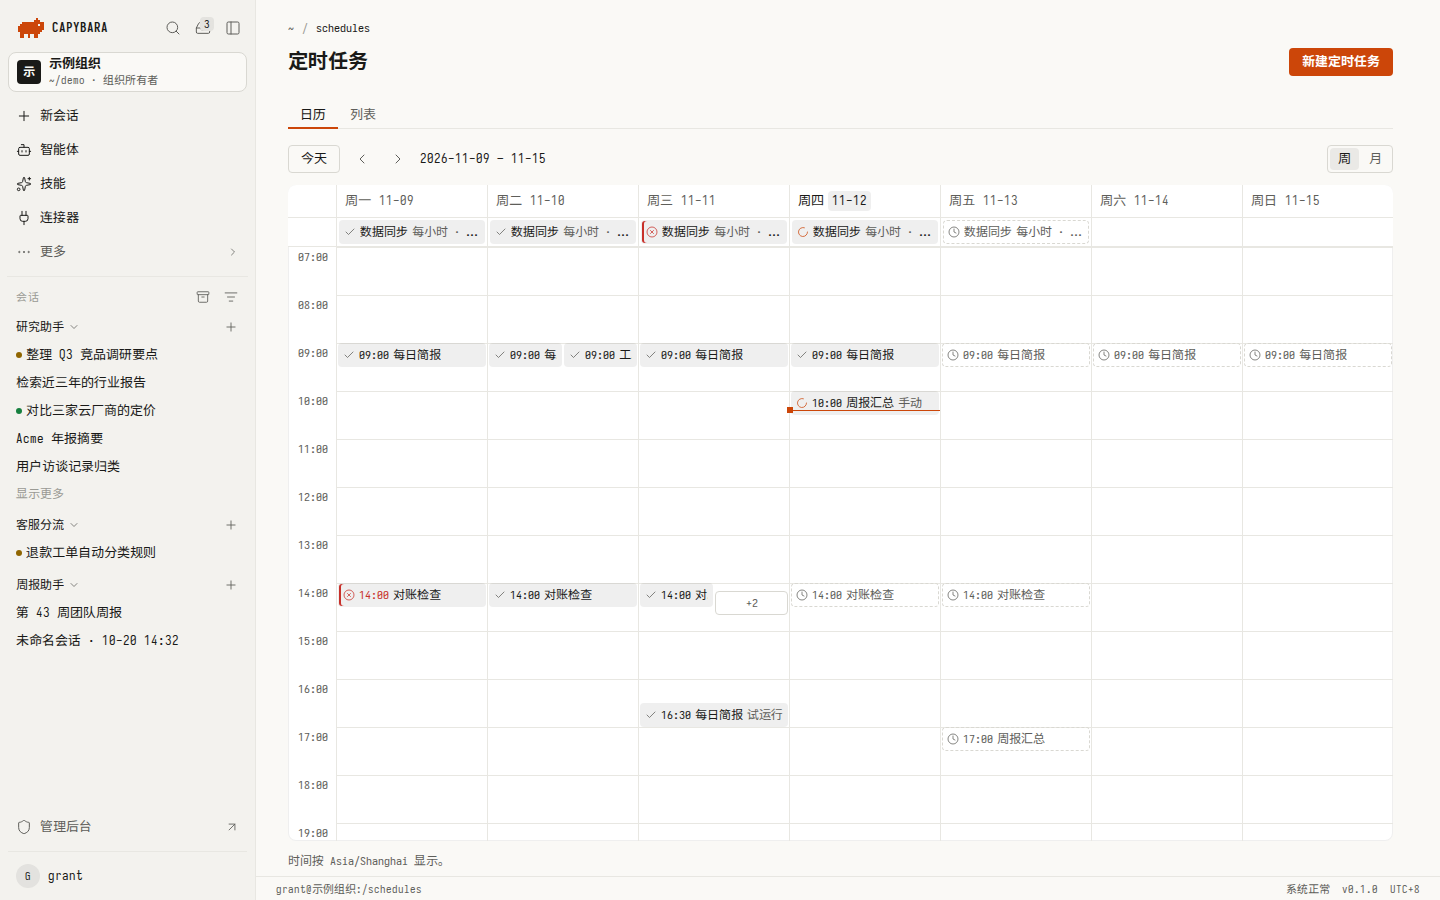 CAPYBARA
3
示
示例组织
~/demo · 组织所有者
新会话
智能体
技能
连接器
更多
会话
研究助手
整理 Q3 竞品调研要点
检索近三年的行业报告
对比三家云厂商的定价
Acme 年报摘要
用户访谈记录归类
显示更多
客服分流
退款工单自动分类规则
周报助手
第 43 周团队周报
未命名会话 · 10-20 14:32
管理后台
G grant
~ / schedules
定时任务
新建定时任务
日历 列表
今天 2026-11-09 – 11-15 周 月
周一 11-09 周二 11-10 周三 11-11 周四 11-12 周五 11-13 周六 11-14 周日 11-15
数据同步 每小时 · … 数据同步 每小时 · … 数据同步 每小时 · … 数据同步 每小时 · … 数据同步 每小时 · …
07:00
08:00
09:00 09:00 每日简报 09:00 每 09:00 工 09:00 每日简报 09:00 每日简报 09:00 每日简报 09:00 每日简报 09:00 每日简报
10:00 10:00 周报汇总 手动
11:00
12:00
13:00
14:00 14:00 对账检查 14:00 对账检查 14:00 对 +2 14:00 对账检查 14:00 对账检查
15:00
16:00
16:30 每日简报 试运行
17:00 17:00 周报汇总
18:00
19:00
时间按 Asia/Shanghai 显示。
grant@示例组织:/schedules 系统正常 v0.1.0 UTC+8